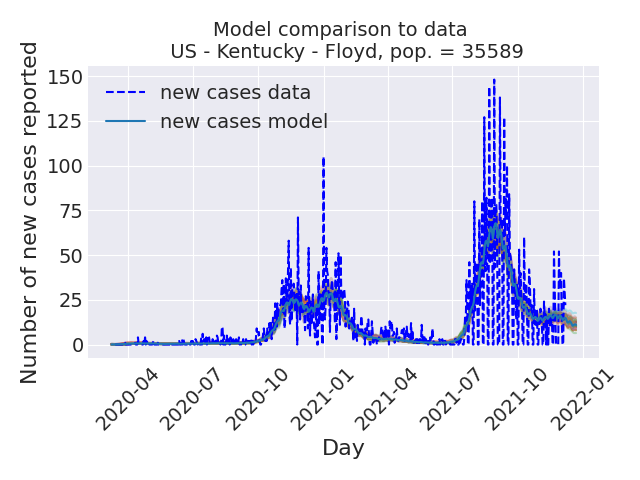 Model comparison to data
US - Kentucky - Floyd, pop. = 35589
Number of new cases reported
150
125
100
75
50
25
0
new cases data
new cases model
2020-04
2020-07
2020-10
2021-01
2021-04
2021-07
2021-10
2022-01
Day